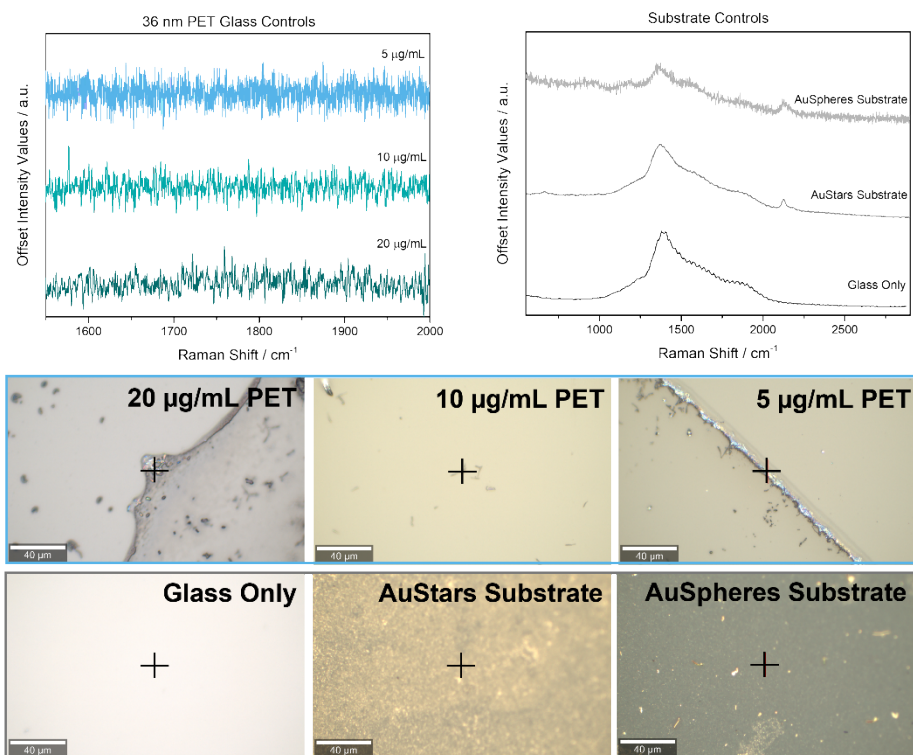 36 nm PET Glass Controls
Offset Intensity Values / a.u.
5 µg/mL
10 µg/mL
20 µg/mL
1600 1700 1800 1900 2000
Raman Shift / cm⁻¹
Substrate Controls
Offset Intensity Values / a.u.
AuSpheres Substrate
AuStars Substrate
Glass Only
1000 1500 2000 2500
Raman Shift / cm⁻¹
20 µg/mL PET
40 µm
10 µg/mL PET
40 µm
5 µg/mL PET
40 µm
Glass Only
40 µm
AuStars Substrate
40 µm
AuSpheres Substrate
40 µm